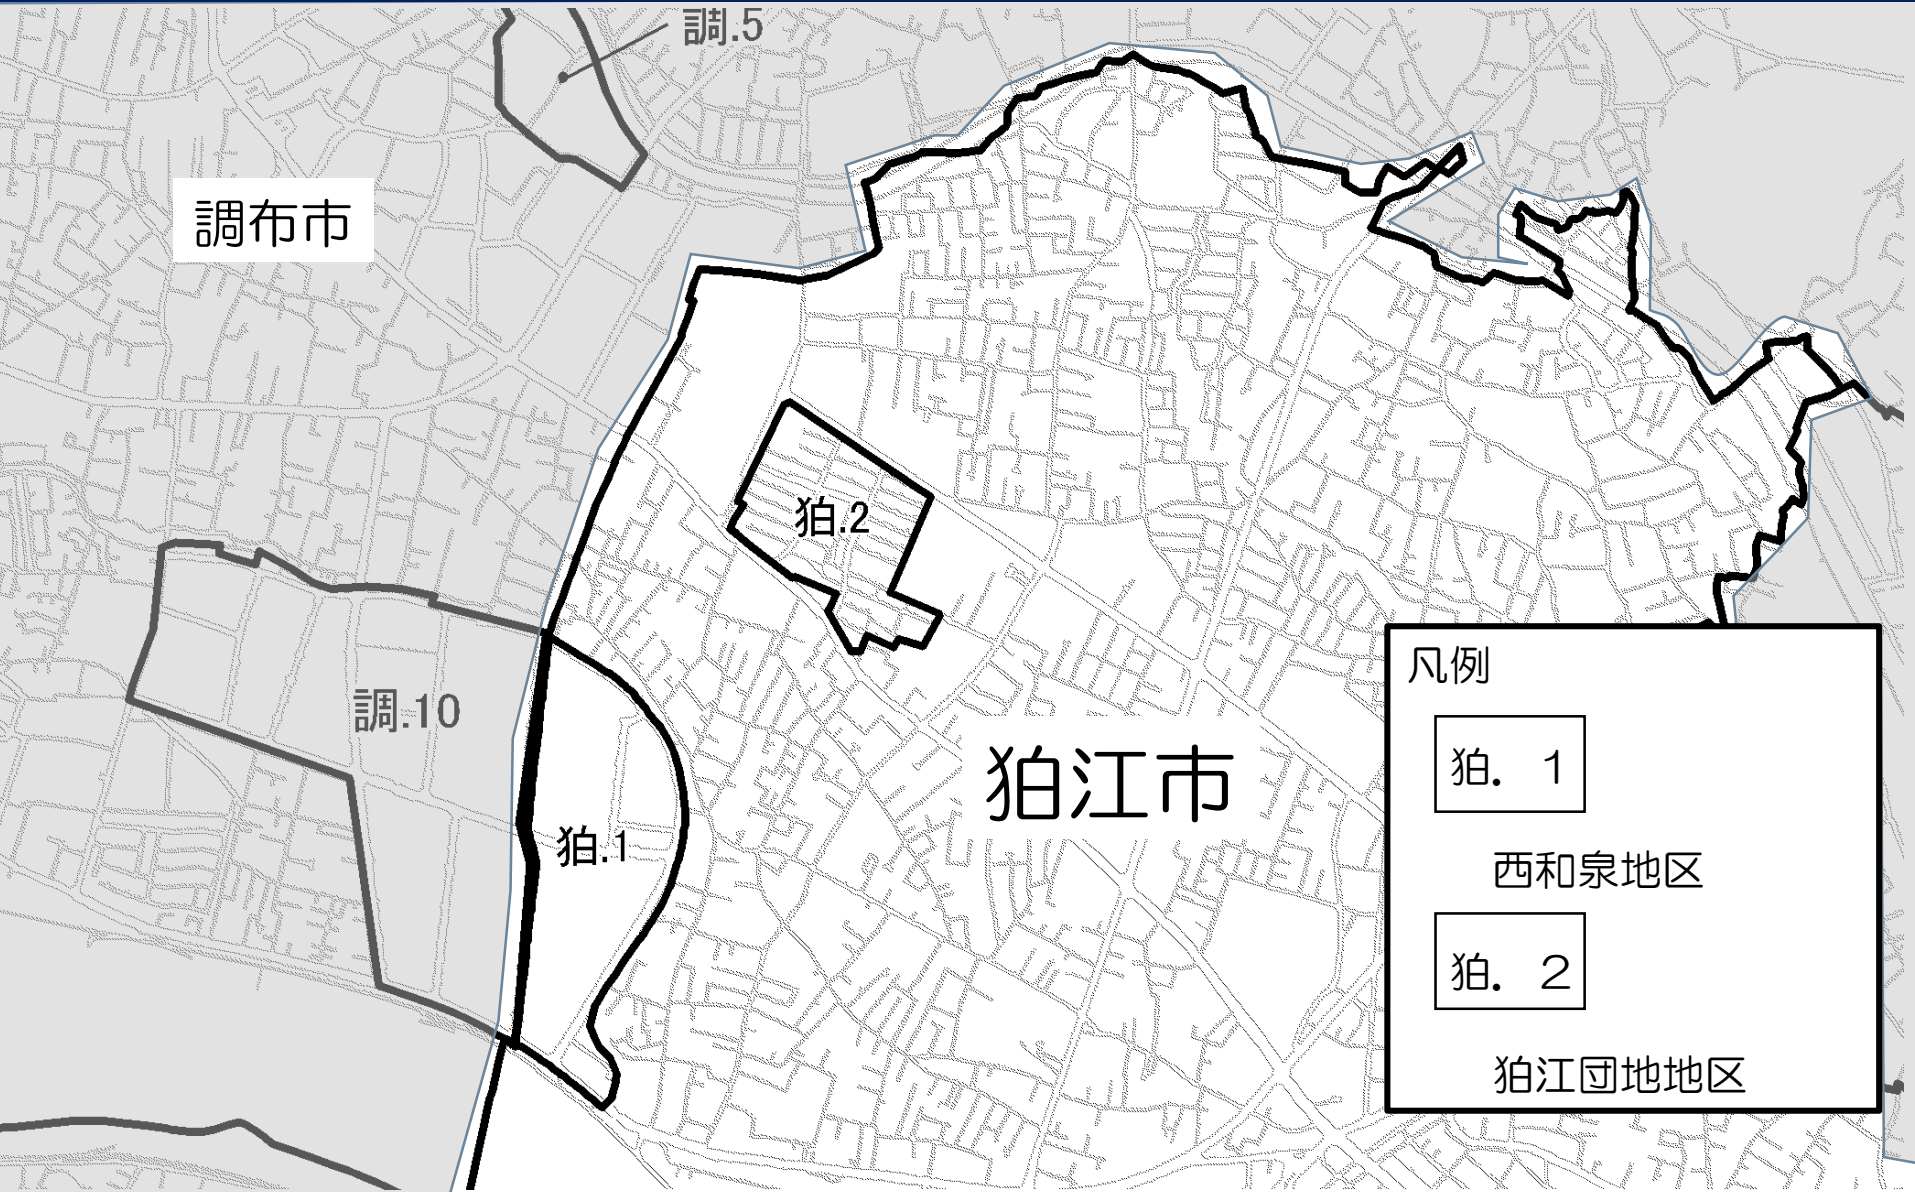 調.5
調布市
狛.2
調.10
狛江市
狛.1
凡例
狛．１
西和泉地区
狛．２
狛江団地地区